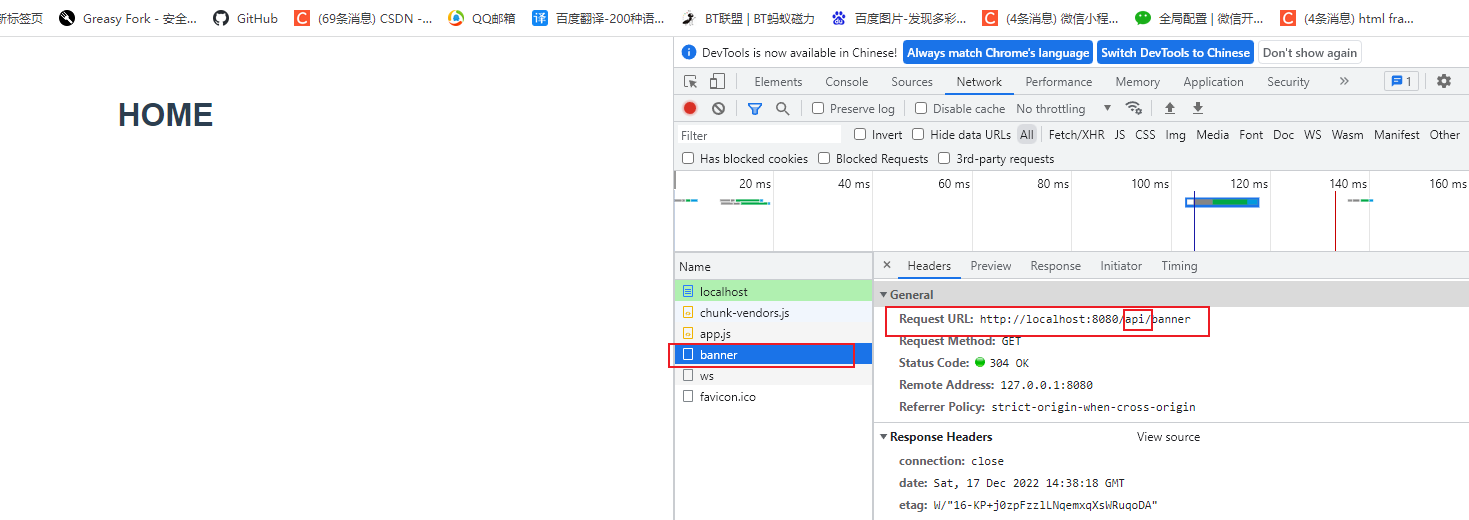 新标签页 Greasy Fork - 安全... GitHub (69条消息) CSDN -... QQ邮箱 百度翻译-200种语... BT联盟 | BT蚂蚁磁力 百度图片-发现多彩... (4条消息) 微信小程... 全局配置 | 微信开... (4条消息) html fra...
HOME
DevTools is now available in Chinese! Always match Chrome's language Switch DevTools to Chinese Don't show again
Elements Console Sources Network Performance Memory Application Security » 1
Preserve log Disable cache No throttling
Filter Invert Hide data URLs All Fetch/XHR JS CSS Img Media Font Doc WS Wasm Manifest Other
Has blocked cookies Blocked Requests 3rd-party requests
20 ms 40 ms 60 ms 80 ms 100 ms 120 ms 140 ms 160 ms
Name
localhost
chunk-vendors.js
app.js
banner
ws
favicon.ico
× Headers Preview Response Initiator Timing
General
Request URL: http://localhost:8080/api/banner
Request Method: GET
Status Code: 304 OK
Remote Address: 127.0.0.1:8080
Referrer Policy: strict-origin-when-cross-origin
Response Headers View source
connection: close
date: Sat, 17 Dec 2022 14:38:18 GMT
etag: W/"16-KP+j0zpFzzlLNqemxqXsWRuqoDA"